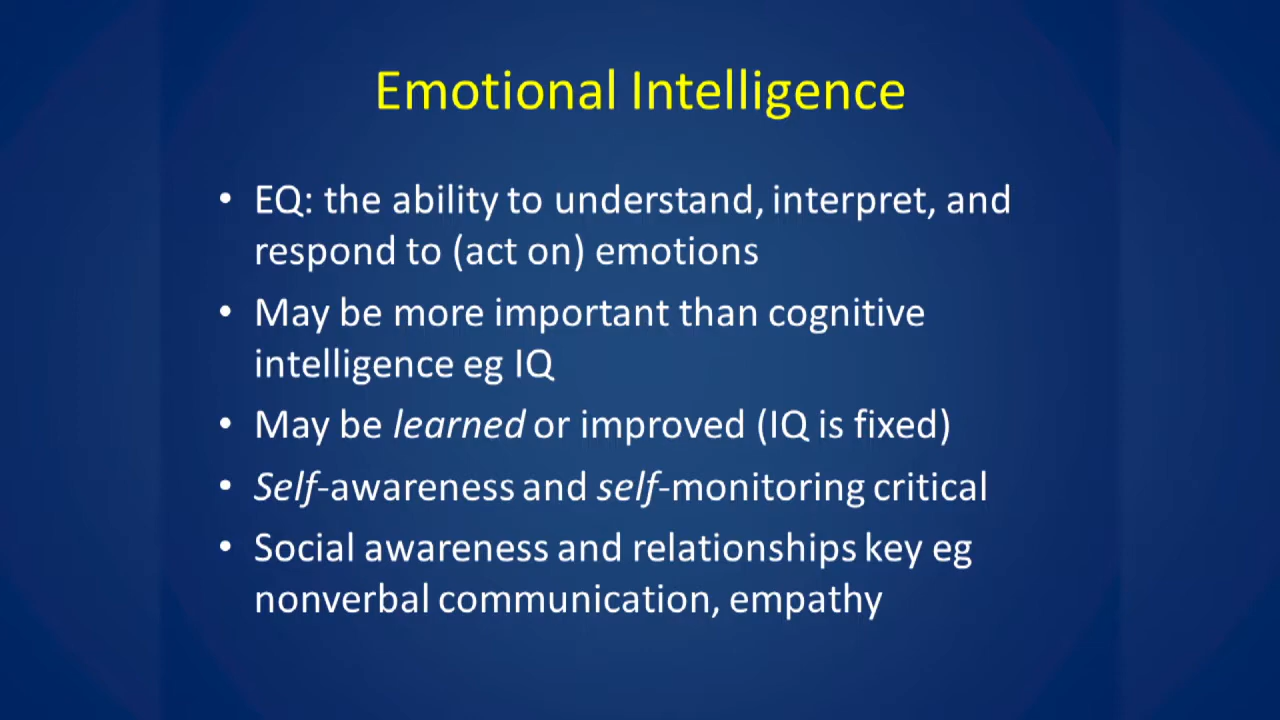 Emotional Intelligence
• EQ: the ability to understand, interpret, and
respond to (act on) emotions
• May be more important than cognitive
intelligence eg IQ
• May be learned or improved (IQ is fixed)
• Self-awareness and self-monitoring critical
• Social awareness and relationships key eg
nonverbal communication, empathy